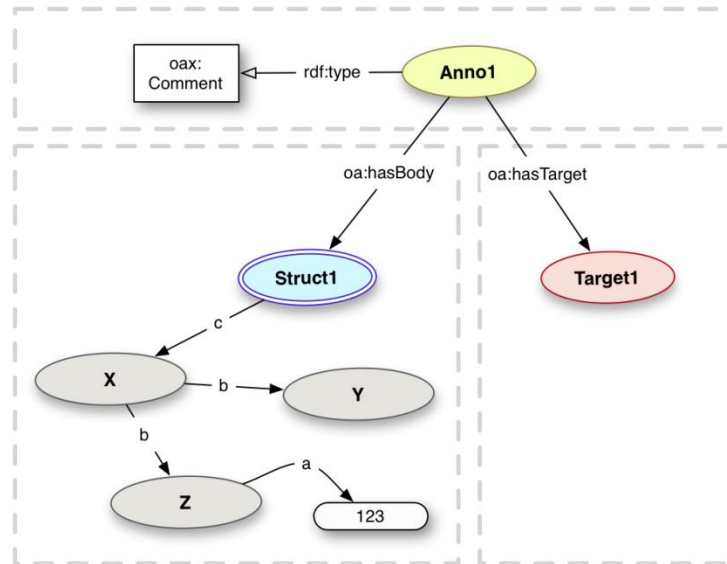 oax:
Comment
rdf:type
Anno1
oa:hasBody
oa:hasTarget
Struct1
Target1
c
X
b
Y
b
Z
a
123